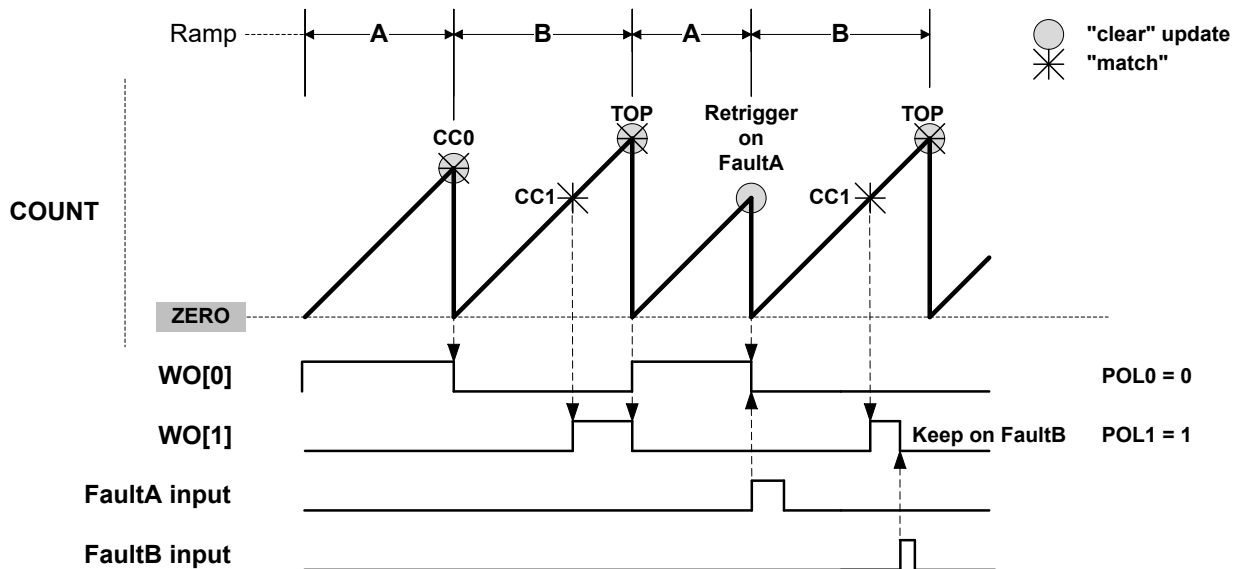 Ramp
A
B
A
B
"clear" update
"match"
TOP
Retrigger
on
FaultA
TOP
CC0
CC1
CC1
COUNT
ZERO
WO[0]
POL0 = 0
WO[1]
Keep on FaultB
POL1 = 1
FaultA input
FaultB input